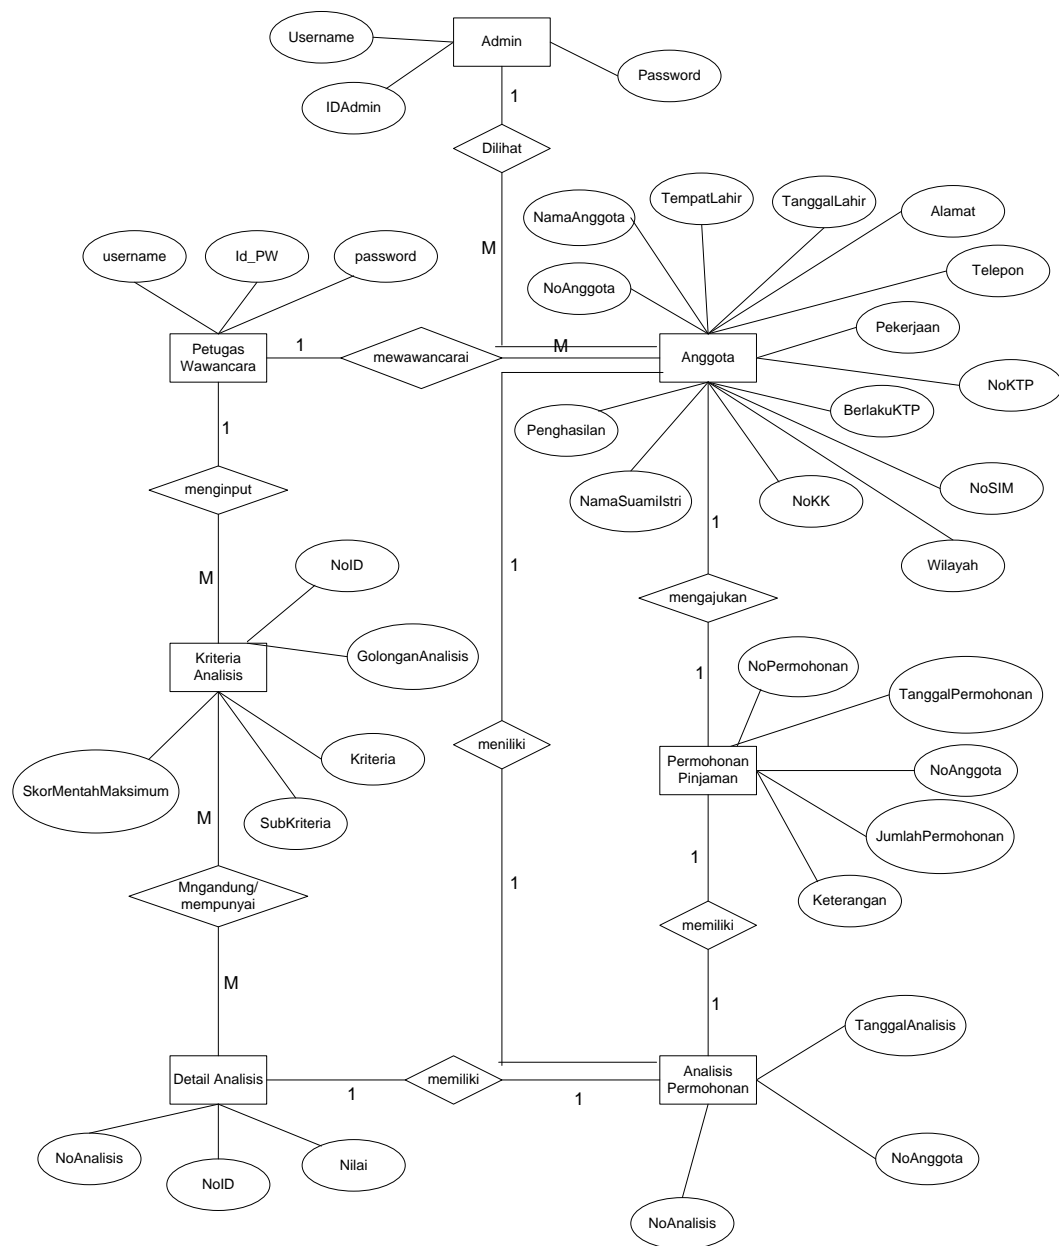 Username
Admin
Password
IDAdmin
1
Dilihat
M
NamaAnggota
TempatLahir
TanggalLahir
Alamat
username
Id_PW
password
NoAnggota
Telepon
Petugas
Wawancara
1
mewawancarai
M
Anggota
Pekerjaan
NoKTP
BerlakuKTP
Penghasilan
1
1
NamaSuamiIstri
NoKK
NoSIM
menginput
1
Wilayah
M
NoID
1
mengajukan
Kriteria
Analisis
GolonganAnalisis
1
NoPermohonan
TanggalPermohonan
meniliki
Kriteria
SkorMentahMaksimum
SubKriteria
Permohonan
Pinjaman
NoAnggota
M
JumlahPermohonan
1
1
Keterangan
Mngandung/
mempunyai
memiliki
M
1
TanggalAnalisis
Detail Analisis
1
memiliki
1
Analisis
Permohonan
NoAnalisis
NoID
Nilai
NoAnggota
NoAnalisis